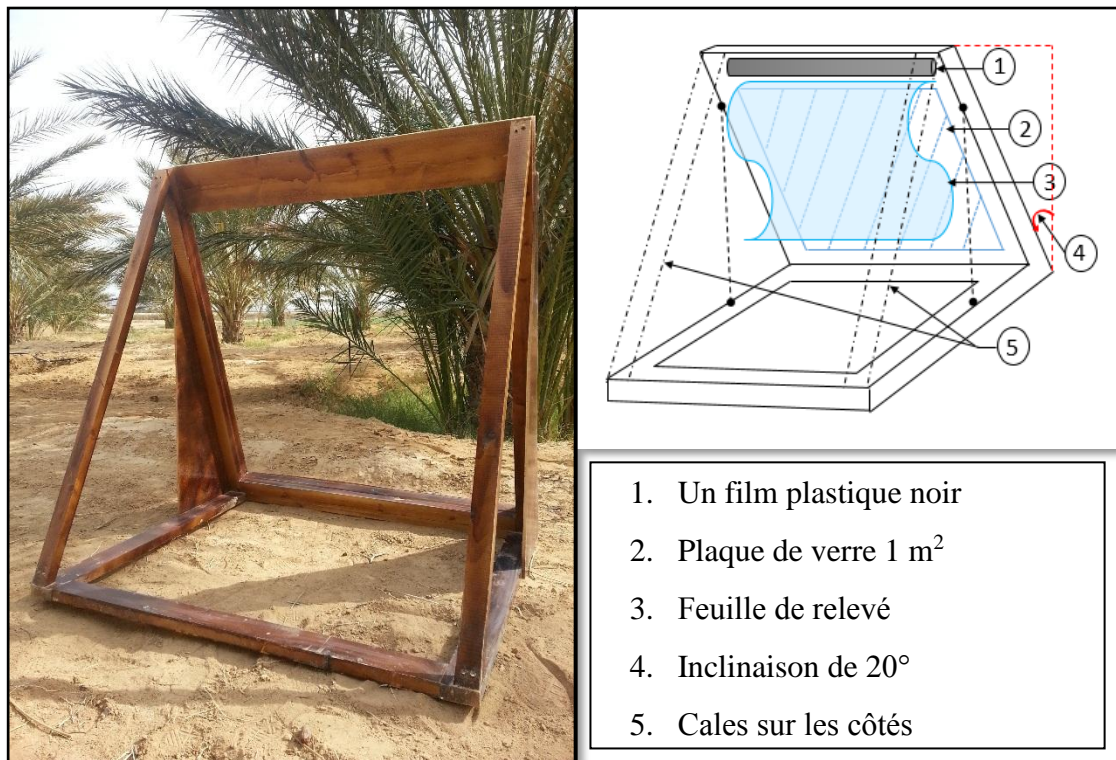 1
2
3
4
5
1. Un film plastique noir
2. Plaque de verre 1 m²
3. Feuille de relevé
4. Inclinaison de 20°
5. Cales sur les côtés